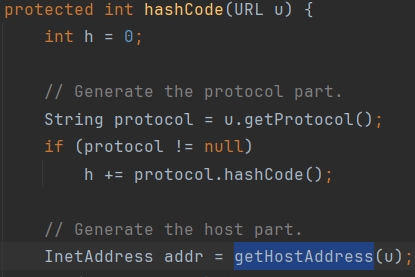 protected int hashCode(URL u) {
int h = 0;
// Generate the protocol part.
String protocol = u.getProtocol();
if (protocol != null)
h += protocol.hashCode();
// Generate the host part.
InetAddress addr = getHostAddress(u);